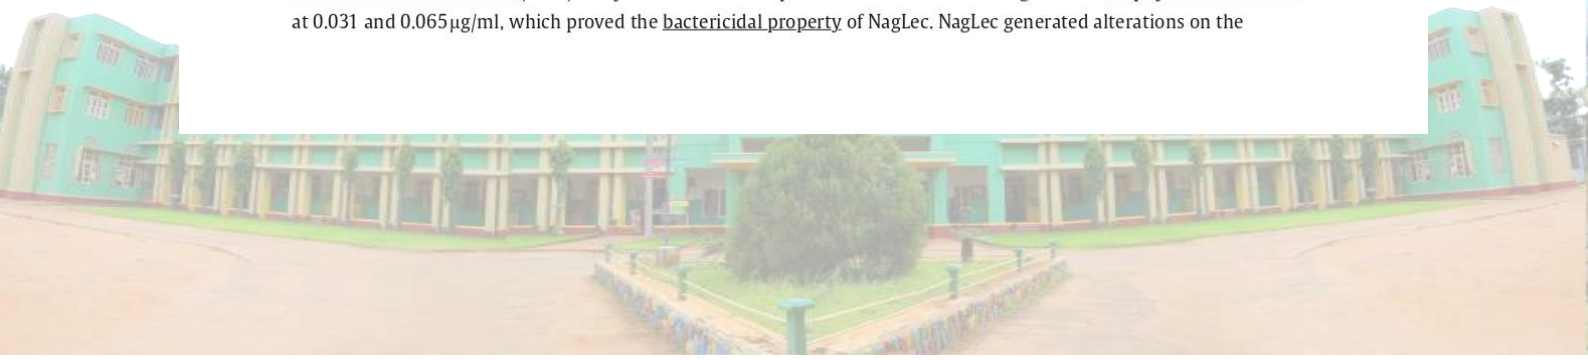 at 0.031 and 0.065μg/ml, which proved the bactericidal property of NagLec. NagLec generated alterations on the